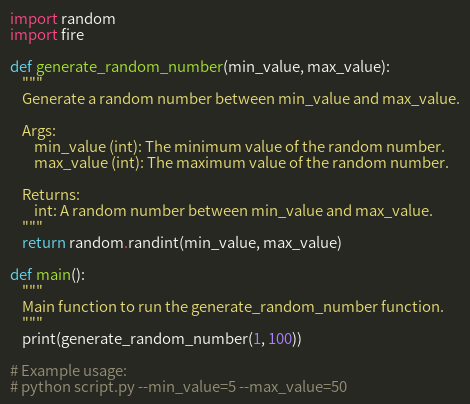 import random
import fire

def generate_random_number(min_value, max_value):
    """
    Generate a random number between min_value and max_value.

    Args:
        min_value (int): The minimum value of the random number.
        max_value (int): The maximum value of the random number.

    Returns:
        int: A random number between min_value and max_value.
    """
    return random.randint(min_value, max_value)

def main():
    """
    Main function to run the generate_random_number function.
    """
    print(generate_random_number(1, 100))

# Example usage:
# python script.py --min_value=5 --max_value=50